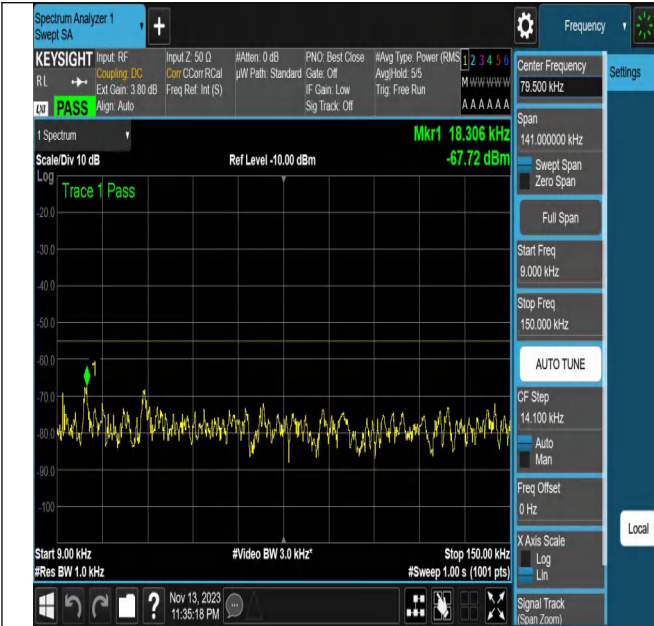 Spectrum Analyzer 1
Swept SA
+
Frequency
KEYSIGHT
RL
PASS
Input: RF
Coupling: DC
Ext Gain: 3.80 dB
Align: Auto
Input Z: 50 Ω
Corr CCorr RCal
Freq Ref: Int (S)
#Atten: 0 dB
µW Path: Standard
PNO: Best Close
Gate: Off
IF Gain: Low
Sig Track: Off
#Avg Type: Power (RMS
Avg|Hold: 5/5
Trig: Free Run
1 2 3 4 5 6
M W W W W W
A A A A A A
1 Spectrum
Scale/Div 10 dB
Ref Level -10.00 dBm
Mkr1 18.306 kHz
-67.72 dBm
Log
Trace 1 Pass
-20.0
-30.0
-40.0
-50.0
-60.0
-70.0
-80.0
-90.0
-100
1
Start 9.00 kHz
#Res BW 1.0 kHz
#Video BW 3.0 kHz*
Stop 150.00 kHz
#Sweep 1.00 s (1001 pts)
?
Nov 13, 2023
11:35:18 PM
Center Frequency
79.500 kHz
Span
141.000000 kHz
Swept Span
Zero Span
Full Span
Start Freq
9.000 kHz
Stop Freq
150.000 kHz
AUTO TUNE
CF Step
14.100 kHz
Auto
Man
Freq Offset
0 Hz
X Axis Scale
Log
Lin
Signal Track
(Span Zoom)
Settings
Local